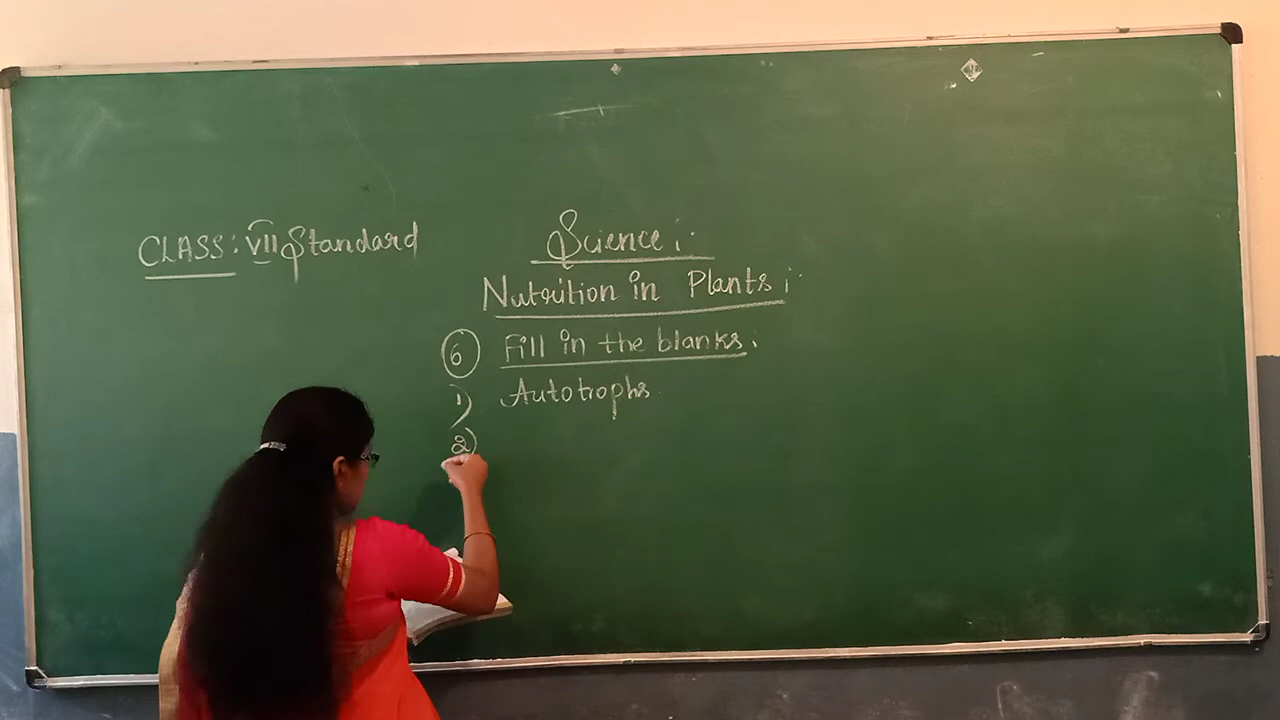 CLASS: VII Standard
Science:
Nutrition in Plants:
6 Fill in the blanks:
1) Autotrophs
2)